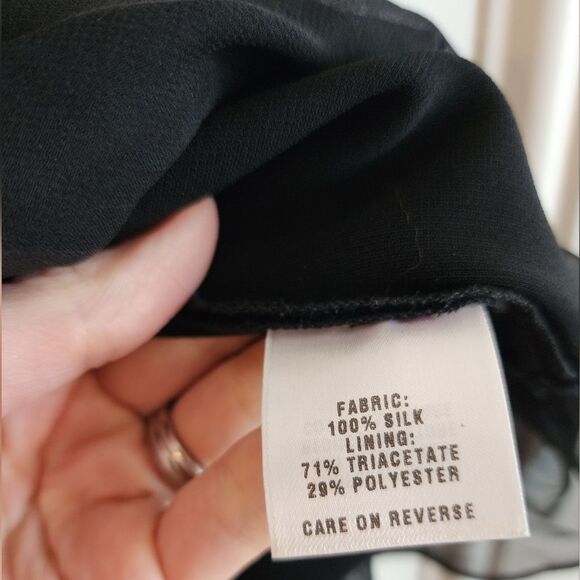 FABRIC:
100% SILK
LINING:
71% TRIACETATE
29% POLYESTER
CARE ON REVERSE